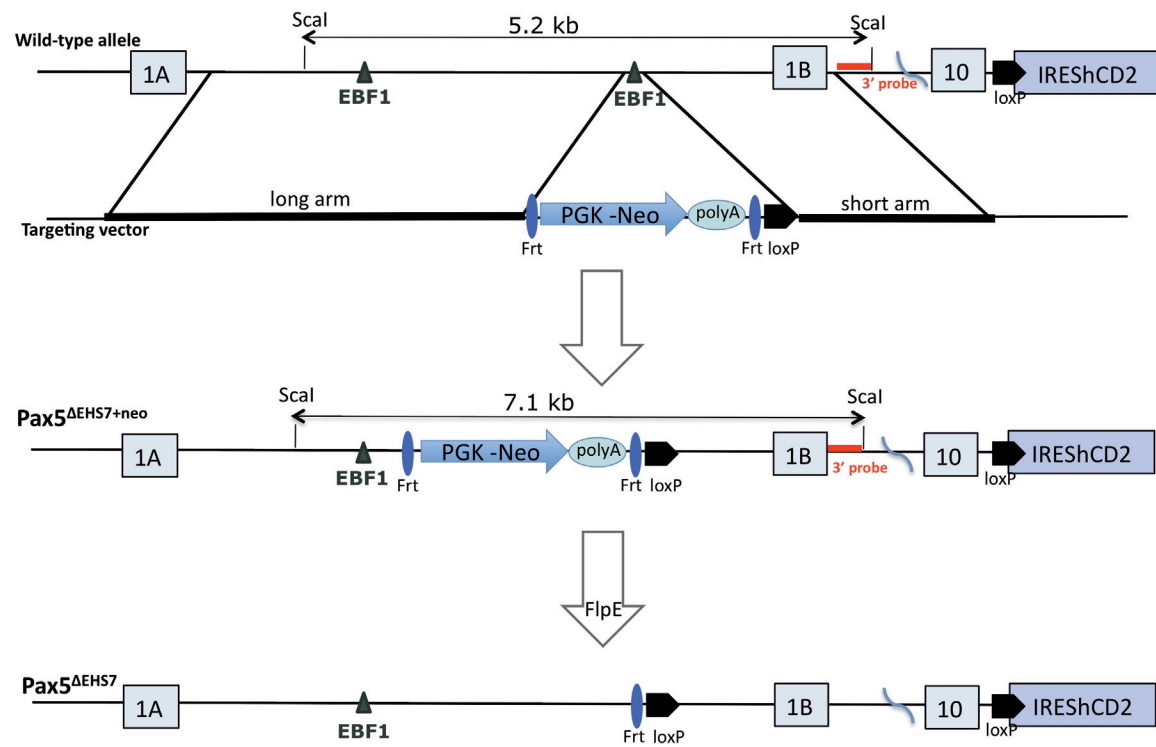 ScaI
ScaI
5.2 kb
Wild-type allele
1A
1B
10
IREShCD2
3' probe
loxP
EBF1
EBF1
long arm
PGK -Neo
polyA
short arm
Targeting vector
Frt
Frt
loxP
ScaI
7.1 kb
ScaI
Pax5ΔEHS7+neo
1A
PGK -Neo
polyA
1B
10
IREShCD2
3' probe
EBF1
Frt
Frt
loxP
loxP
FlpE
Pax5ΔEHS7
1A
1B
10
IREShCD2
EBF1
Frt
loxP
loxP